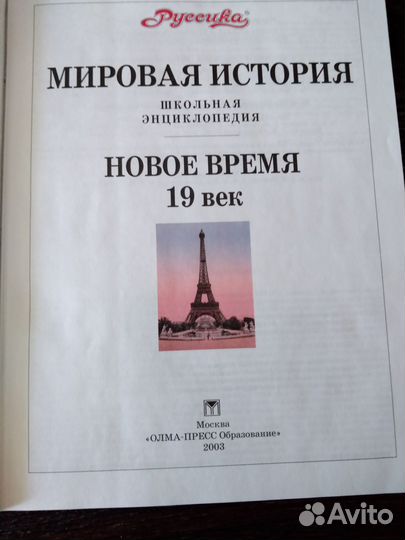 Руссика
МИРОВАЯ ИСТОРИЯ
ШКОЛЬНАЯ
ЭНЦИКЛОПЕДИЯ
НОВОЕ ВРЕМЯ
19 век
Москва
«ОЛМА-ПРЕСС Образование»
2003
Avito